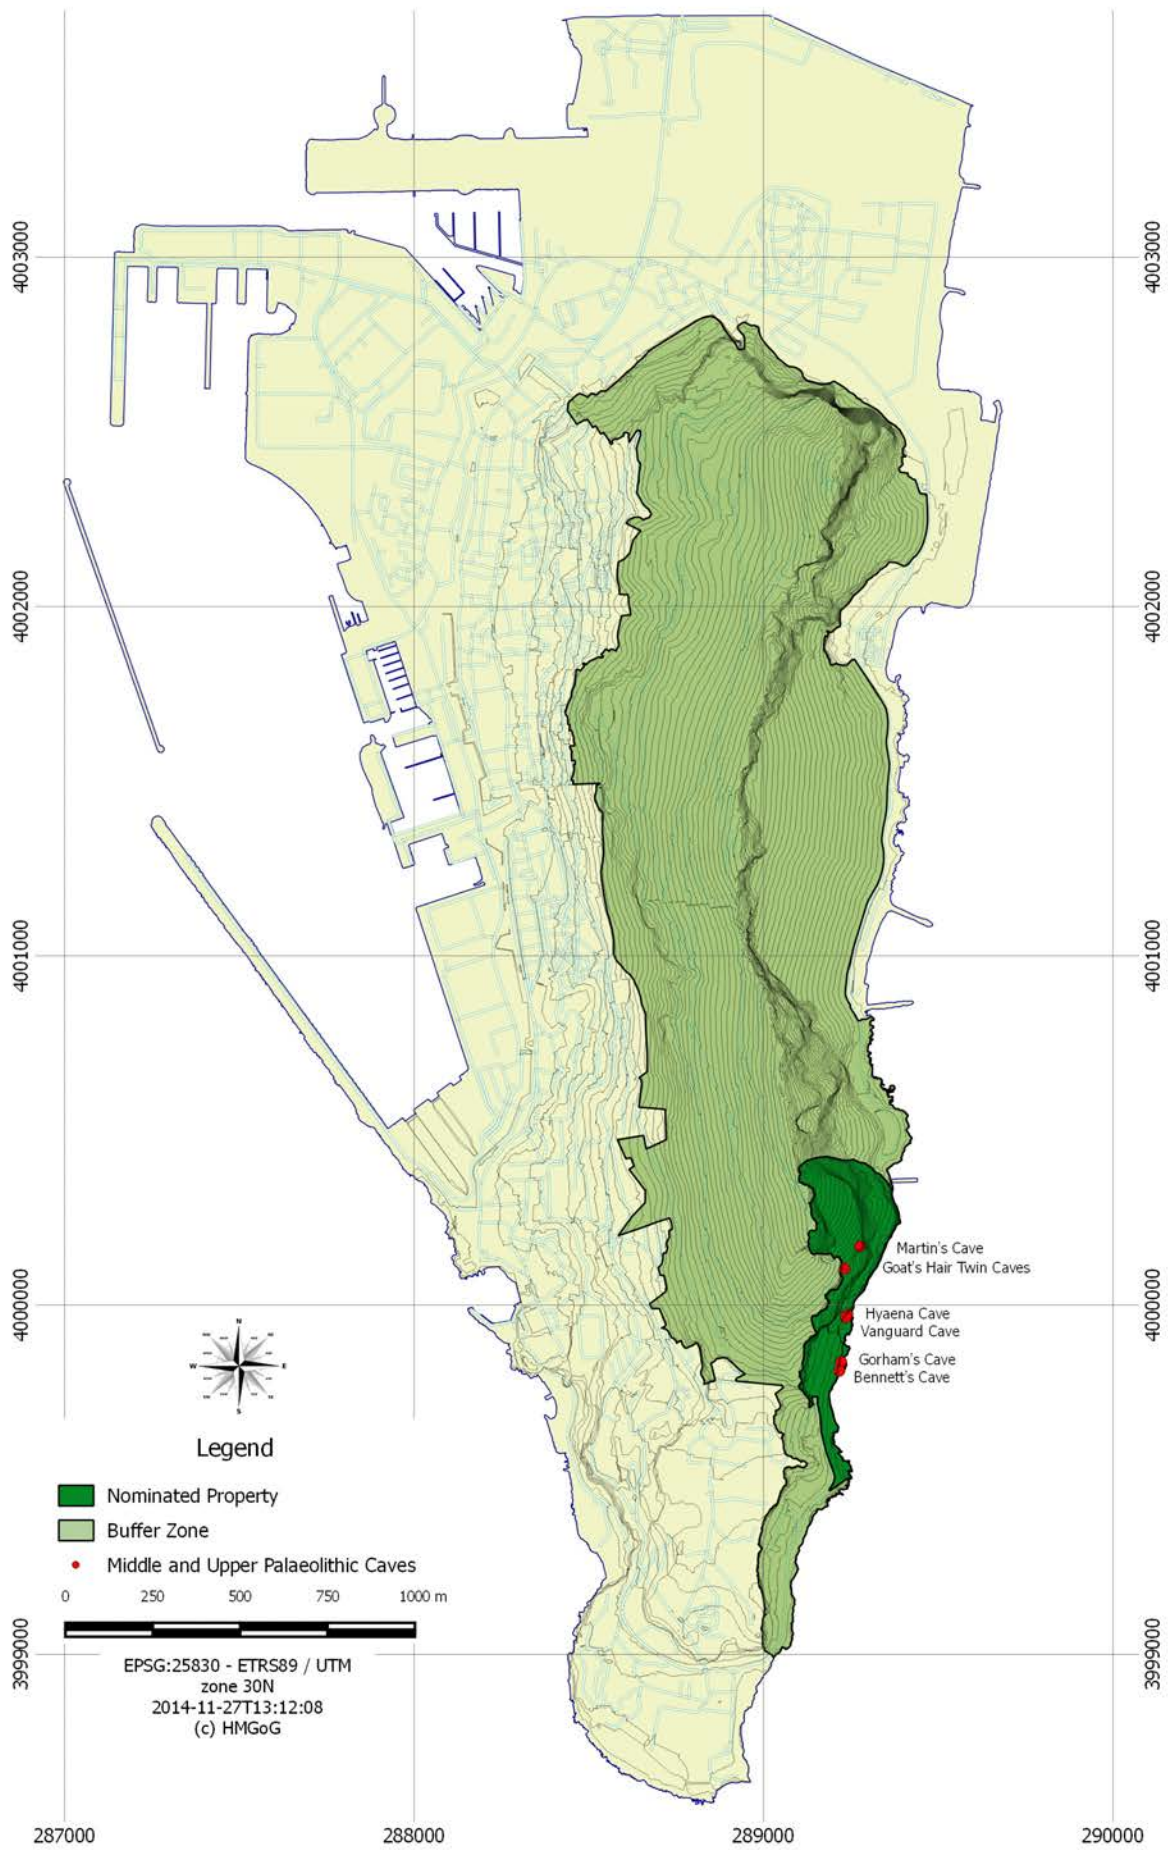 4003000
4003000
4002000
4002000
4001000
4001000
Martin's Cave
Goat's Hair Twin Caves
4000000
4000000
Hyaena Cave
Vanguard Cave
Gorham's Cave
Bennett's Cave
N
W
E
S
Legend
Nominated Property
Buffer Zone
Middle and Upper Palaeolithic Caves
0 250 500 750 1000 m
3999000
3999000
EPSG:25830 - ETRS89 / UTM
zone 30N
2014-11-27T13:12:08
(c) HMGoG
287000 288000 289000 290000